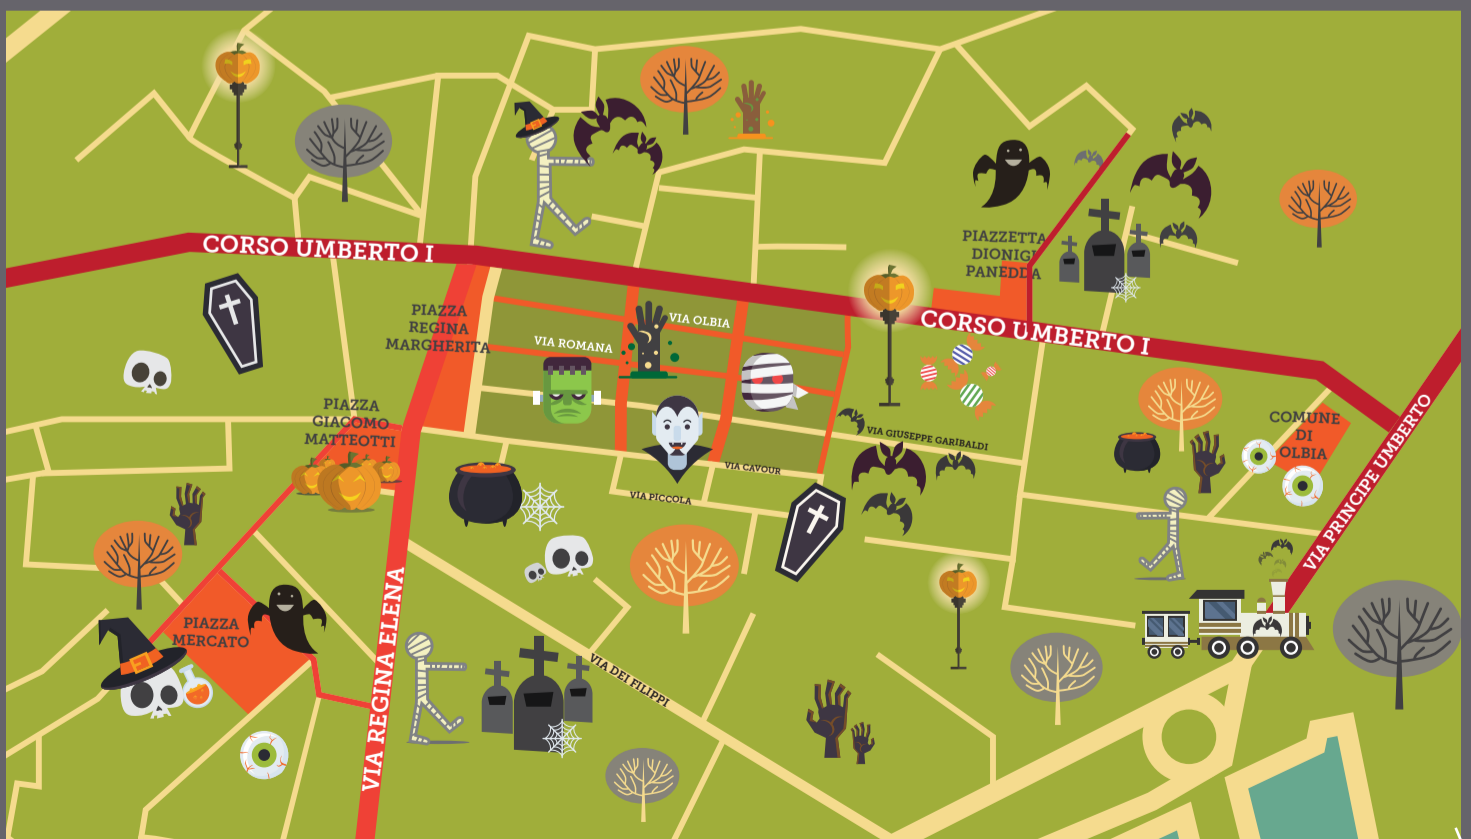 CORSO UMBERTO I
PIAZZETTA
DIONIGI
PANEDDA
PIAZZA
REGINA
MARGHERITA
VIA OLBIA
VIA ROMANA
CORSO UMBERTO I
PIAZZA
GIACOMO
MATTEOTTI
VIA GIUSEPPE GARIBALDI
COMUNE
DI
OLBIA
VIA PRINCIPE UMBERTO
VIA CAVOUR
VIA PICCOLA
PIAZZA
MERCATO
VIA REGINA ELENA
VIA DEI FILIPPI